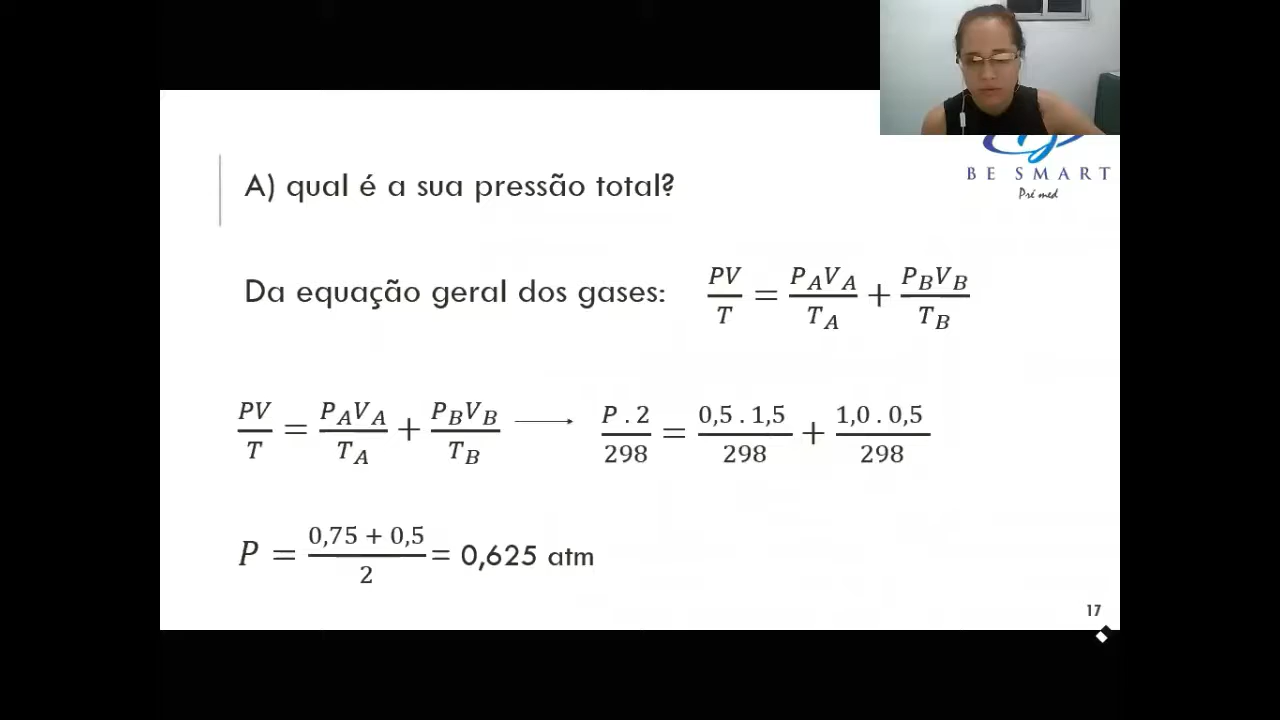 BE SMART
Pré med
A) qual é a sua pressão total?
Da equação geral dos gases: PV/T = P_A V_A/T_A + P_B V_B/T_B
PV/T = P_A V_A/T_A + P_B V_B/T_B → P . 2/298 = 0,5 . 1,5/298 + 1,0 . 0,5/298
P = 0,75 + 0,5/2 = 0,625 atm
17